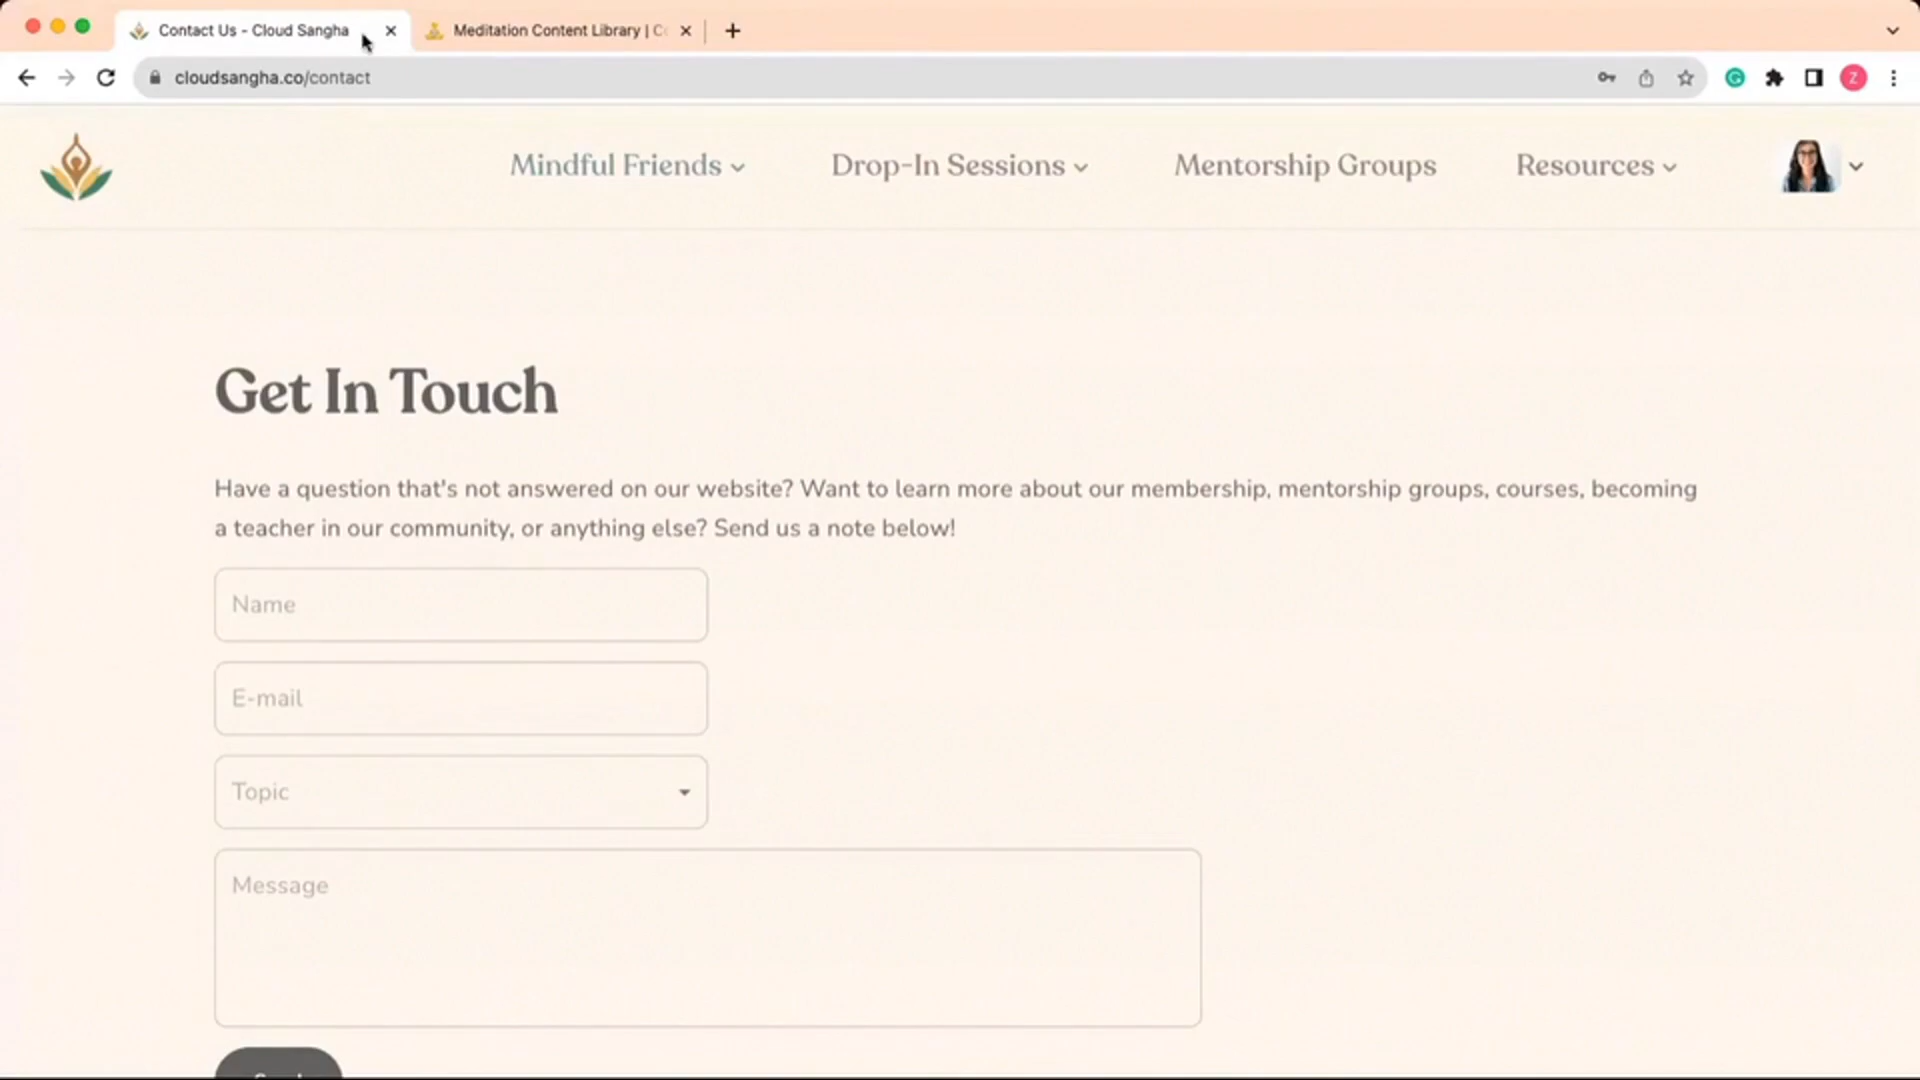 Contact Us - Cloud Sangha
Meditation Content Library | Co
cloudsangha.co/contact
Z
Mindful Friends
Drop-In Sessions
Mentorship Groups
Resources
Get In Touch
Have a question that's not answered on our website? Want to learn more about our membership, mentorship groups, courses, becoming
a teacher in our community, or anything else? Send us a note below!
Name
E-mail
Topic
Message